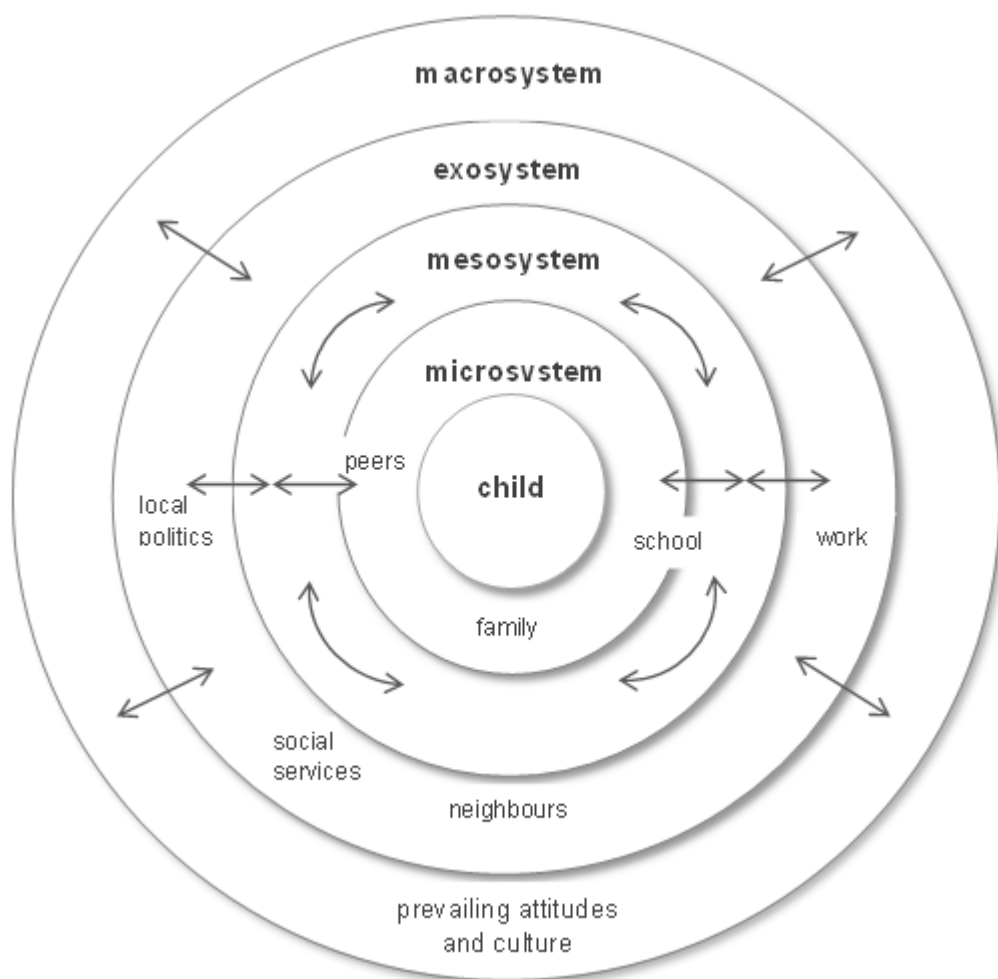 macrosystem
exosystem
mesosystem
microsystem
peers
child
local
politics
school
work
family
social
services
neighbours
prevailing attitudes
and culture